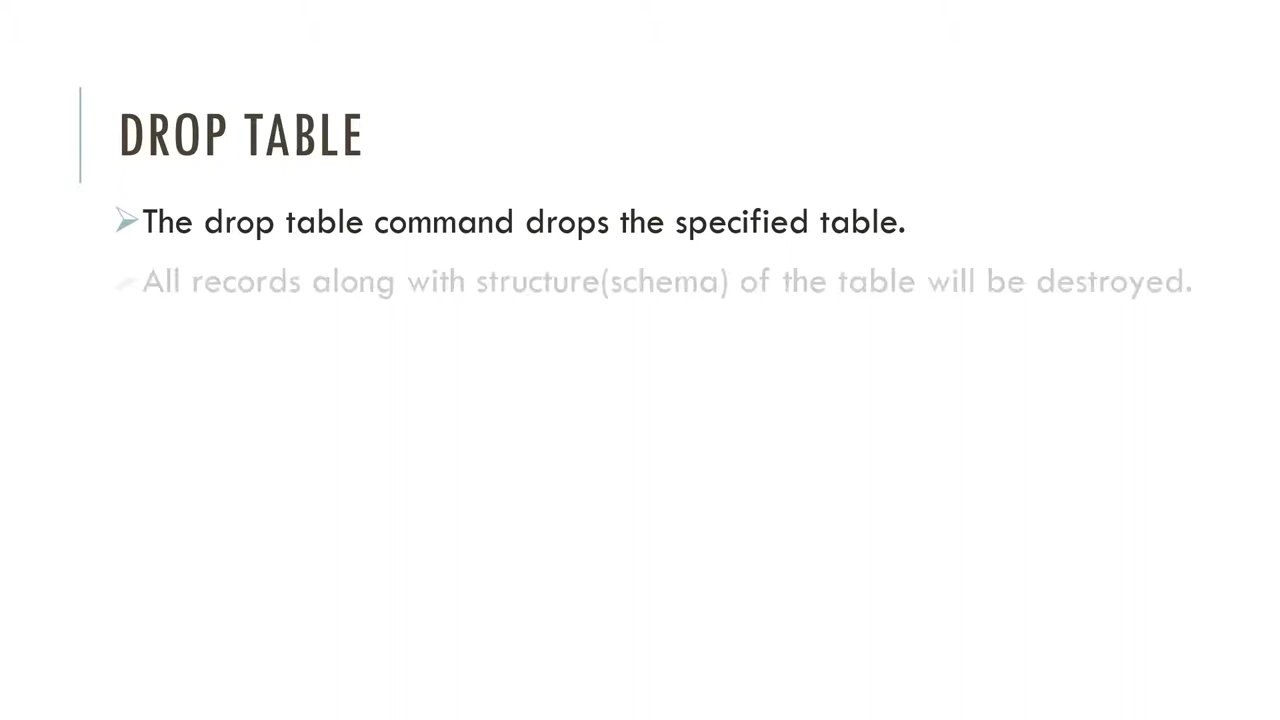 DROP TABLE
The drop table command drops the specified table.
All records along with structure(schema) of the table will be destroyed.